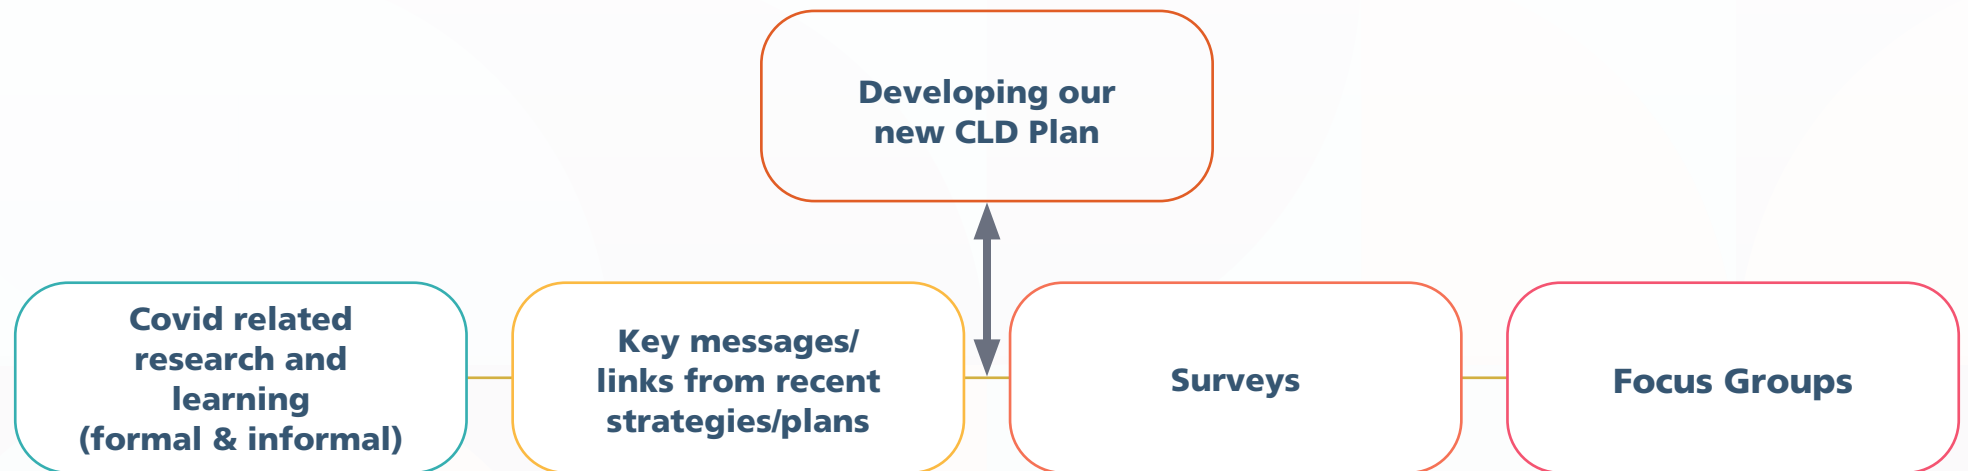 Developing our
new CLD Plan
Covid related
research and
learning
(formal & informal)
Key messages/
links from recent
strategies/plans
Surveys
Focus Groups